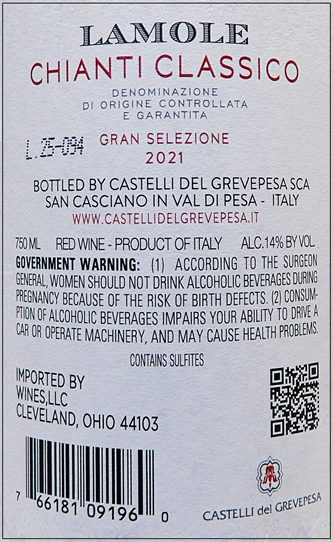 LAMOLE
CHIANTI CLASSICO
DENOMINAZIONE
DI ORIGINE CONTROLLATA
E GARANTITA
L.25-094
GRAN SELEZIONE
2021
BOTTLED BY CASTELLI DEL GREVEPESA SCA
SAN CASCIANO IN VAL DI PESA - ITALY
WWW.CASTELLIDELGREVEPESA.IT
750 ML RED WINE - PRODUCT OF ITALY ALC.14% BY VOL.
GOVERNMENT WARNING: (1) ACCORDING TO THE SURGEON
GENERAL, WOMEN SHOULD NOT DRINK ALCOHOLIC BEVERAGES DURING
PREGNANCY BECAUSE OF THE RISK OF BIRTH DEFECTS. (2) CONSUM-
PTION OF ALCOHOLIC BEVERAGES IMPAIRS YOUR ABILITY TO DRIVE A
CAR OR OPERATE MACHINERY, AND MAY CAUSE HEALTH PROBLEMS.
CONTAINS SULFITES
IMPORTED BY
WINES,LLC
CLEVELAND, OHIO 44103
7 66181 09196 0
CASTELLI del GREVEPESA